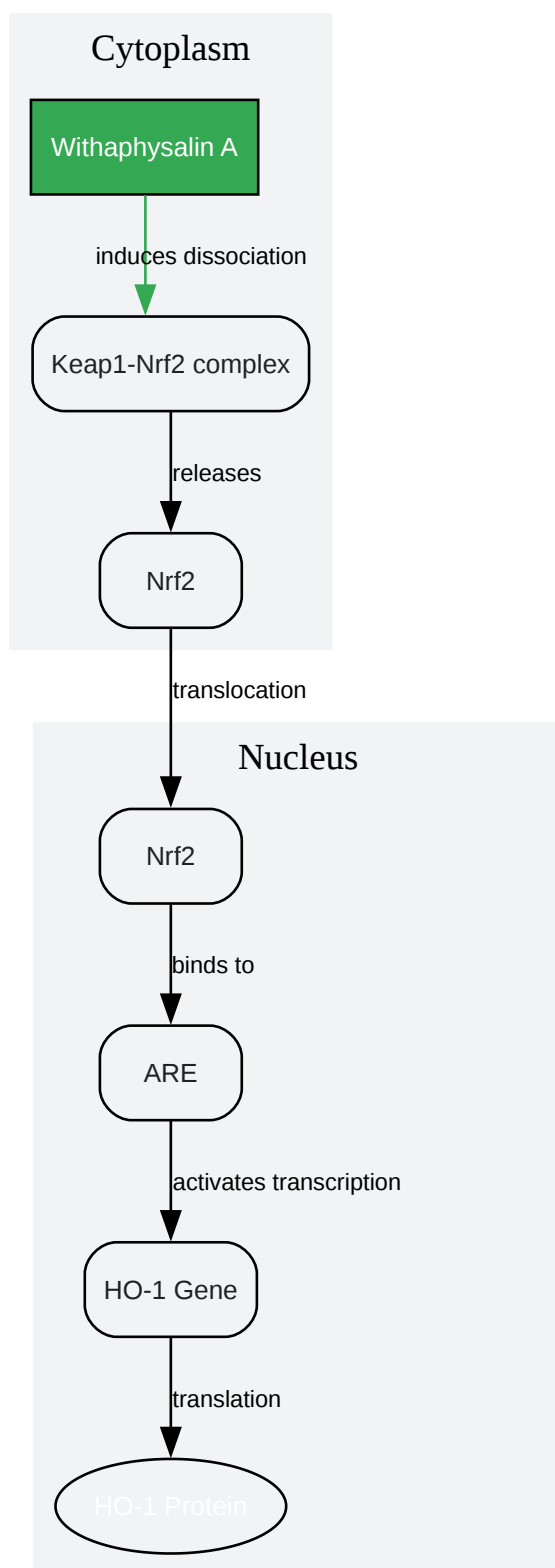 Cytoplasm
Withaphysalin A
induces dissociation
Keap1-Nrf2 complex
releases
Nrf2
translocation
Nucleus
Nrf2
binds to
ARE
activates transcription
HO-1 Gene
translation
HO-1 Protein